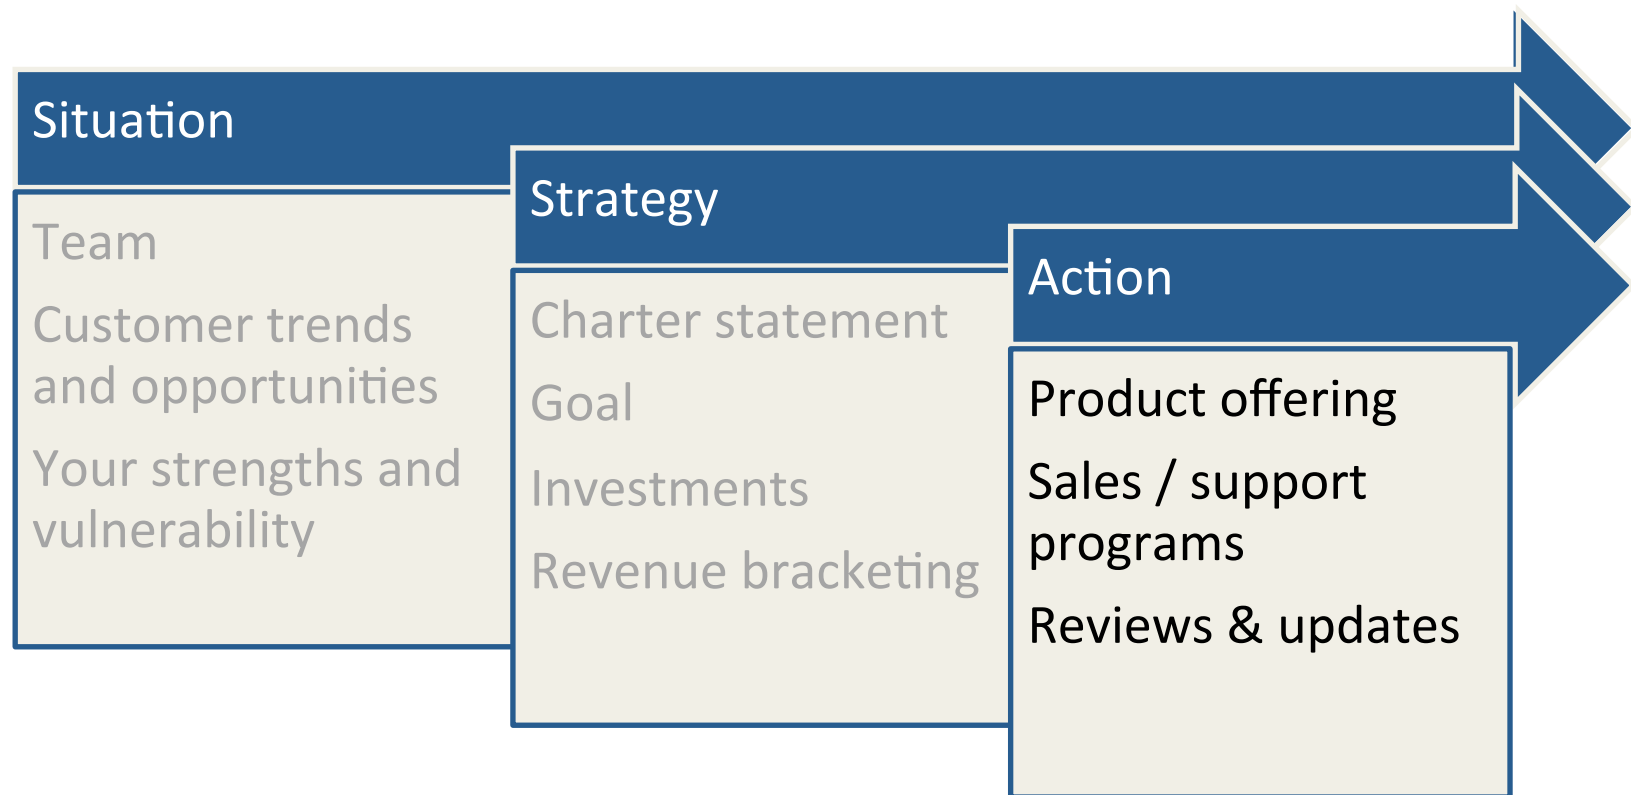 Situation
Team
Customer trends
and opportunities
Your strengths and
vulnerability
Strategy
Charter statement
Goal
Investments
Revenue bracketing
Action
Product offering
Sales / support
programs
Reviews & updates